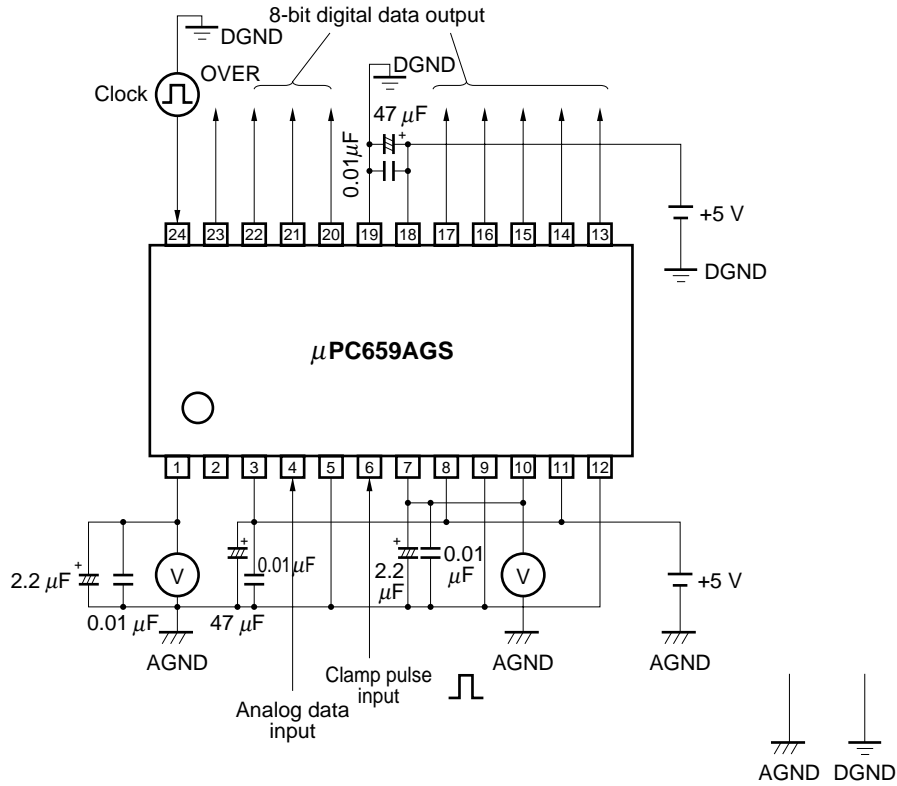 8-bit digital data output
DGND
OVER
Clock
DGND
47 μF
0.01μF
+5 V
DGND
24 23 22 21 20 19 18 17 16 15 14 13
μPC659AGS
1 2 3 4 5 6 7 8 9 10 11 12
2.2 μF
0.01 μF
V
AGND
47 μF
0.01μF
2.2
μF
0.01
μF
V
AGND
+5 V
AGND
Analog data
input
Clamp pulse
input
AGND
DGND
+
+
+
+